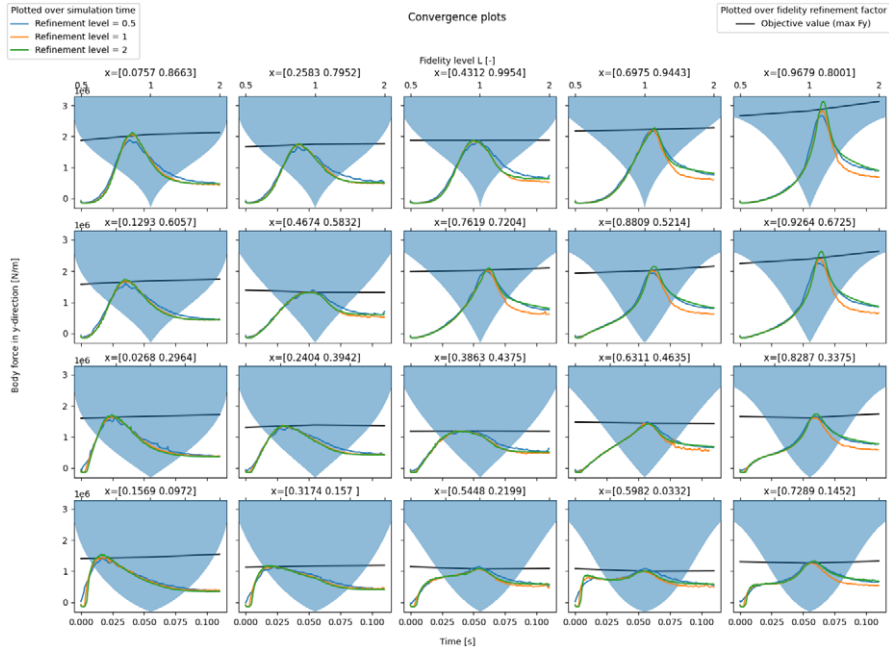 Plotted over simulation time
Refinement level = 0.5
Refinement level = 1
Refinement level = 2
Convergence plots
Plotted over fidelity refinement factor
Objective value (max Fy)
Fidelity level L [-]
x=[0.0757 0.8663] x=[0.2583 0.7952] x=[0.4312 0.9954] x=[0.6975 0.9443] x=[0.9679 0.8001]
0.5 1 2 0.5 1 2 0.5 1 2 0.5 1 2 0.5 1 2
1e6
3
2
1
0
x=[0.1293 0.6057] x=[0.4674 0.5832] x=[0.7619 0.7204] x=[0.8809 0.5214] x=[0.9264 0.6725]
1e6
3
2
1
0
x=[0.0268 0.2964] x=[0.2404 0.3942] x=[0.3863 0.4375] x=[0.6311 0.4635] x=[0.8287 0.3375]
1e6
3
2
1
0
x=[0.1569 0.0972] x=[0.3174 0.157 ] x=[0.5448 0.2199] x=[0.5982 0.0332] x=[0.7289 0.1452]
1e6
3
2
1
0
0.000 0.025 0.050 0.075 0.100 0.000 0.025 0.050 0.075 0.100 0.000 0.025 0.050 0.075 0.100 0.000 0.025 0.050 0.075 0.100 0.000 0.025 0.050 0.075 0.100
Body force in y-direction [N/m]
Time [s]